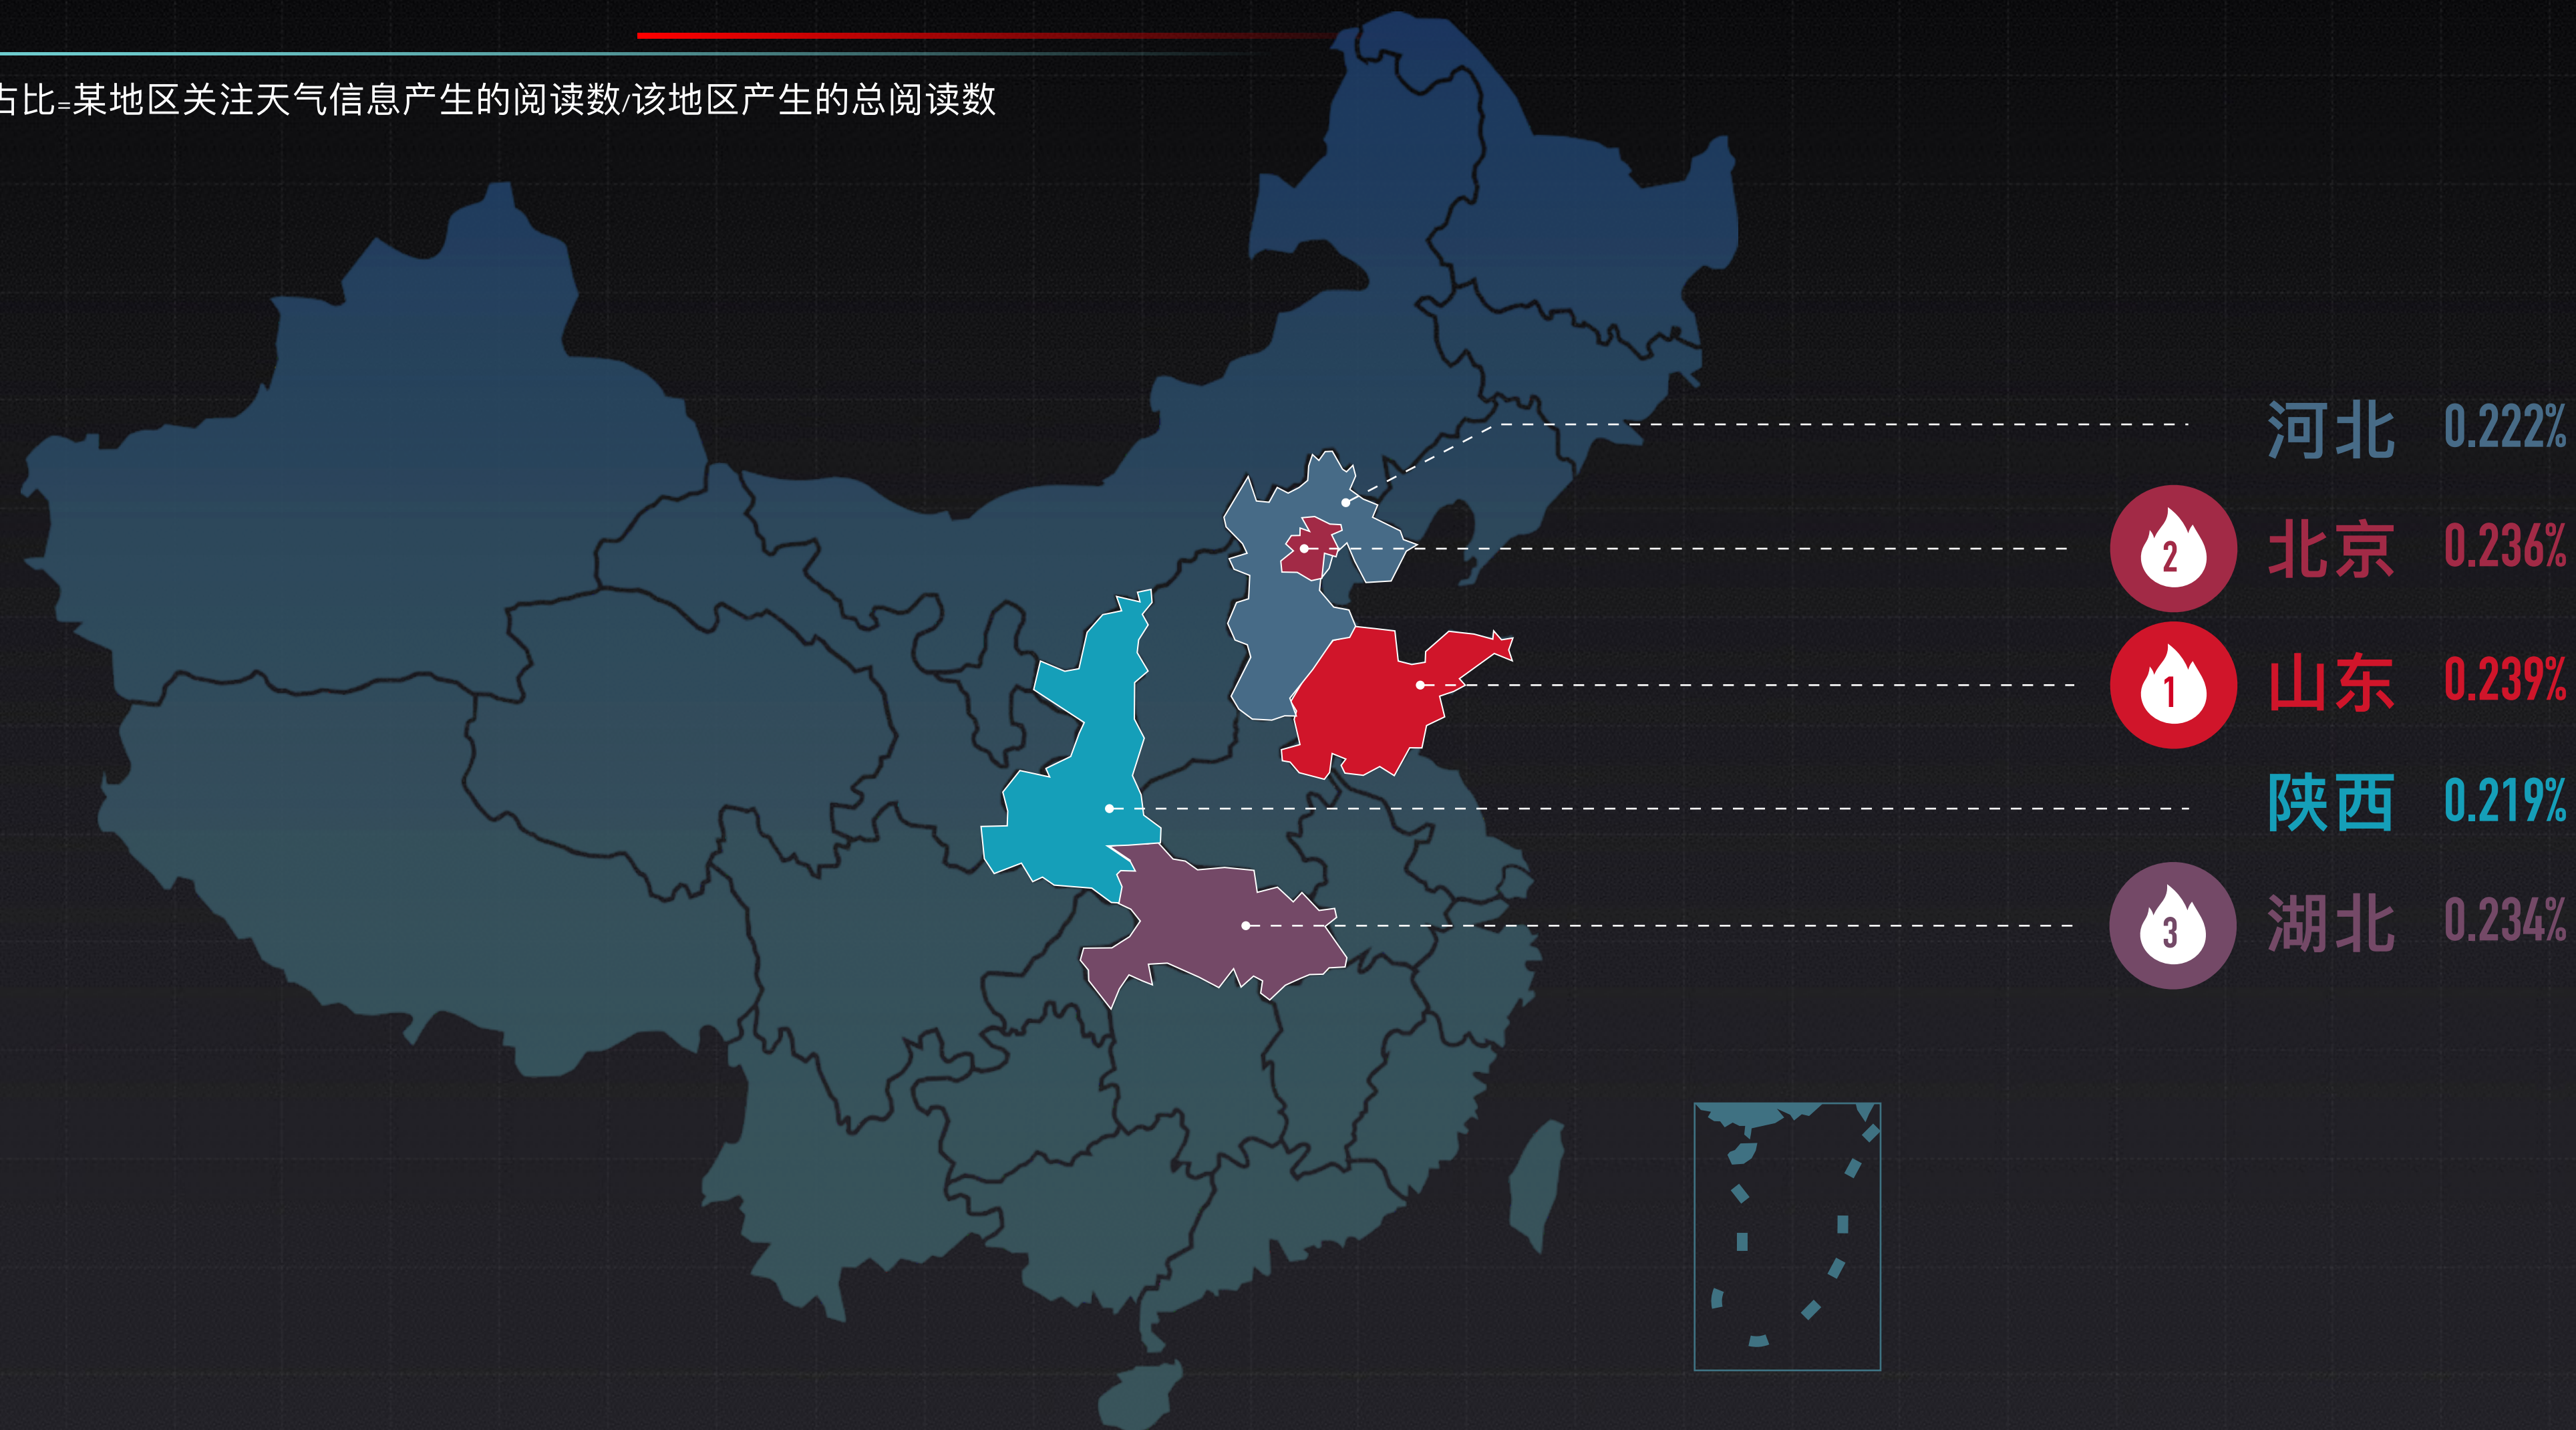 占比=某地区关注天气信息产生的阅读数/该地区产生的总阅读数
河北 0.222%
2 北京 0.236%
1 山东 0.239%
陕西 0.219%
3 湖北 0.234%